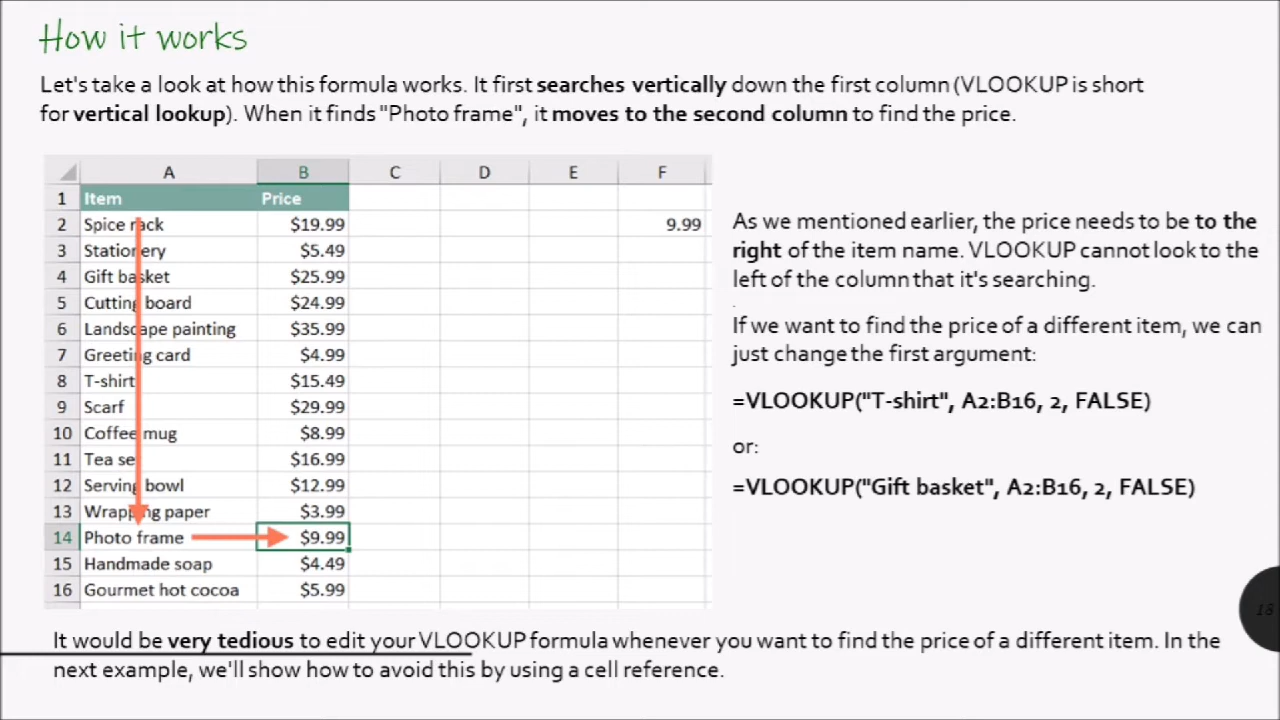 How it works
Let's take a look at how this formula works. It first searches vertically down the first column (VLOOKUP is short
for vertical lookup). When it finds "Photo frame", it moves to the second column to find the price.
A B C D E F
1 Item Price
2 Spice rack $19.99 9.99
3 Stationery $5.49
4 Gift basket $25.99
5 Cutting board $24.99
6 Landscape painting $35.99
7 Greeting card $4.99
8 T-shirt $15.49
9 Scarf $29.99
10 Coffee mug $8.99
11 Tea se $16.99
12 Serving bowl $12.99
13 Wrapping paper $3.99
14 Photo frame $9.99
15 Handmade soap $4.49
16 Gourmet hot cocoa $5.99
As we mentioned earlier, the price needs to be to the
right of the item name. VLOOKUP cannot look to the
left of the column that it's searching.
If we want to find the price of a different item, we can
just change the first argument:
=VLOOKUP("T-shirt", A2:B16, 2, FALSE)
or:
=VLOOKUP("Gift basket", A2:B16, 2, FALSE)
It would be very tedious to edit your VLOOKUP formula whenever you want to find the price of a different item. In the
next example, we'll show how to avoid this by using a cell reference.